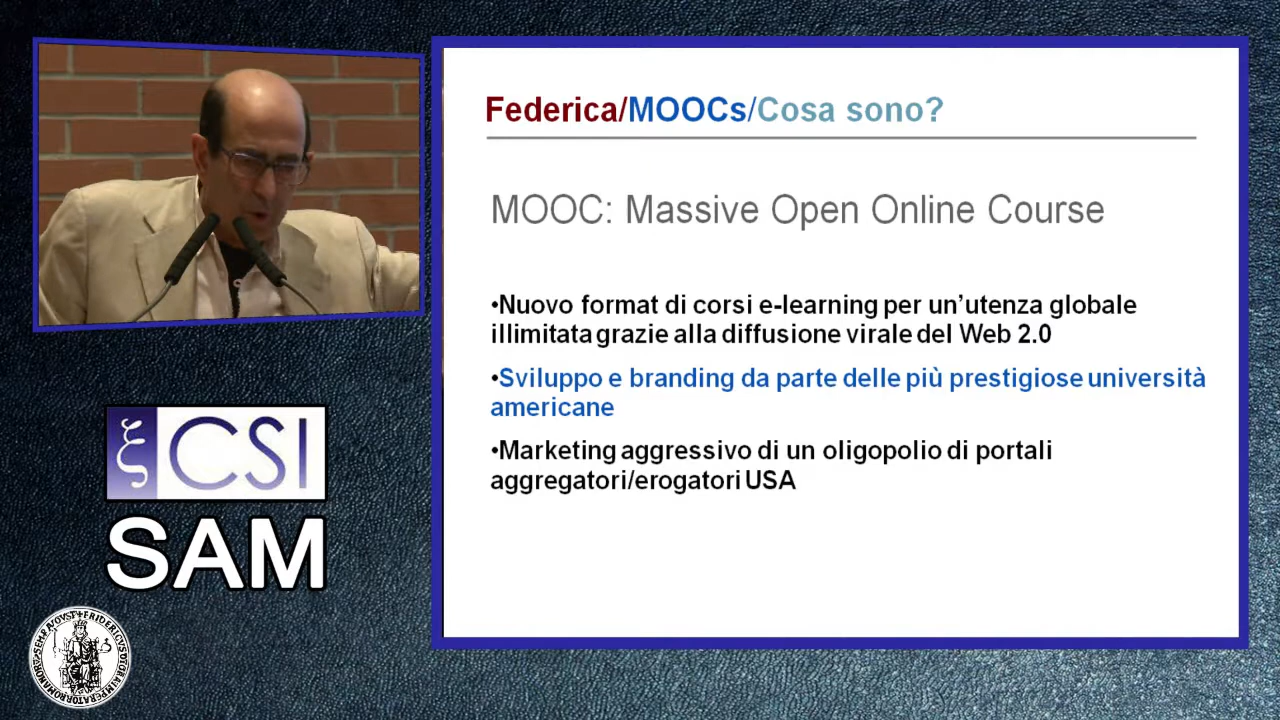 Federica/MOOCs/Cosa sono?
MOOC: Massive Open Online Course
•Nuovo format di corsi e-learning per un’utenza globale
illimitata grazie alla diffusione virale del Web 2.0
•Sviluppo e branding da parte delle più prestigiose università
americane
•Marketing aggressivo di un oligopolio di portali
aggregatori/erogatori USA
ξ CSI
SAM